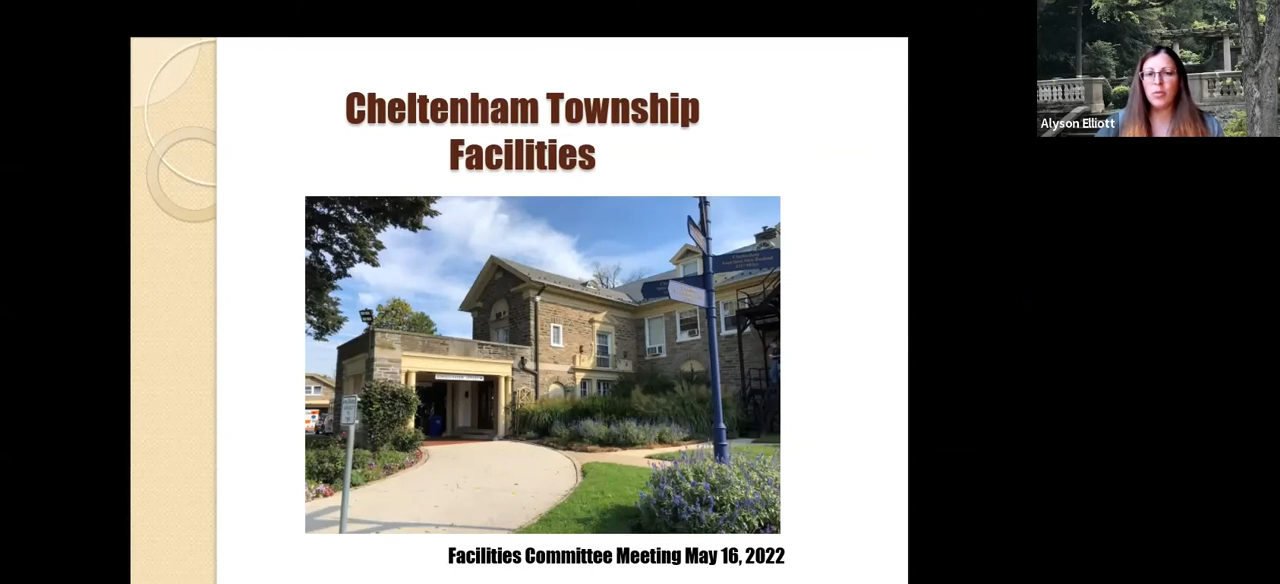 Cheltenham Township
Facilities
Alyson Elliott
Facilities Committee Meeting May 16, 2022